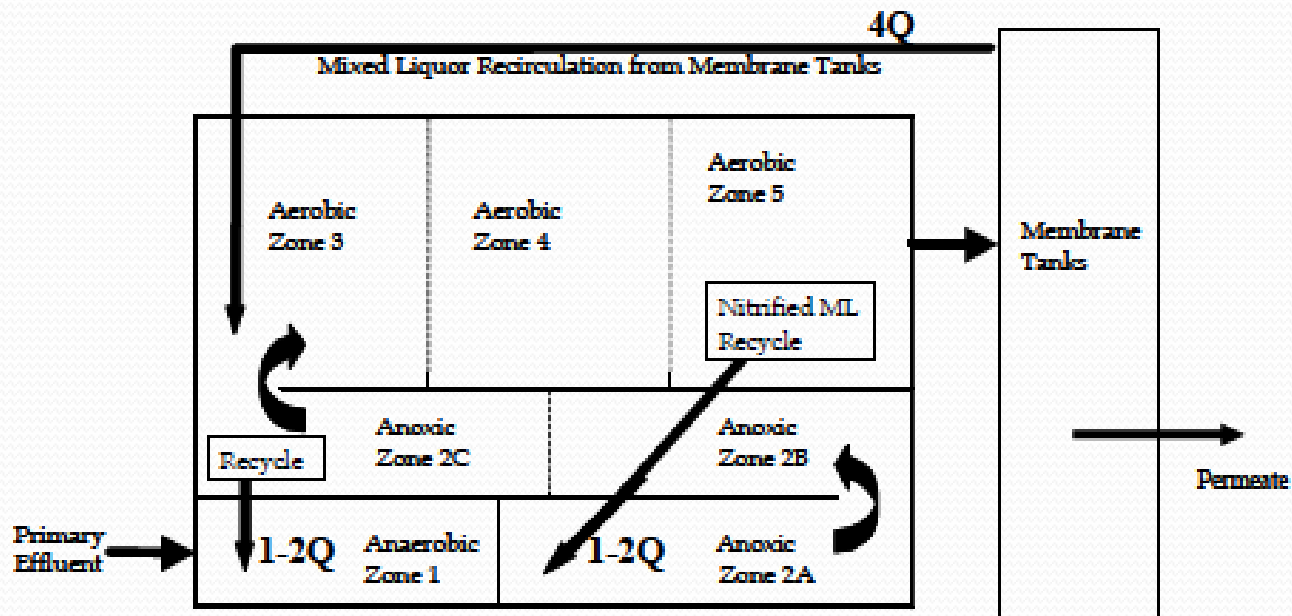 4Q
Mixed Liquor Recirculation from Membrane Tanks
Aerobic
Zone 3
Aerobic
Zone 4
Aerobic
Zone 5
Membrane
Tanks
Nitrified ML
Recycle
Anoxic
Zone 2C
Anoxic
Zone 2B
Recycle
Permeate
Primary
Effluent
1-2Q
Anaerobic
Zone 1
1-2Q
Anoxic
Zone 2A